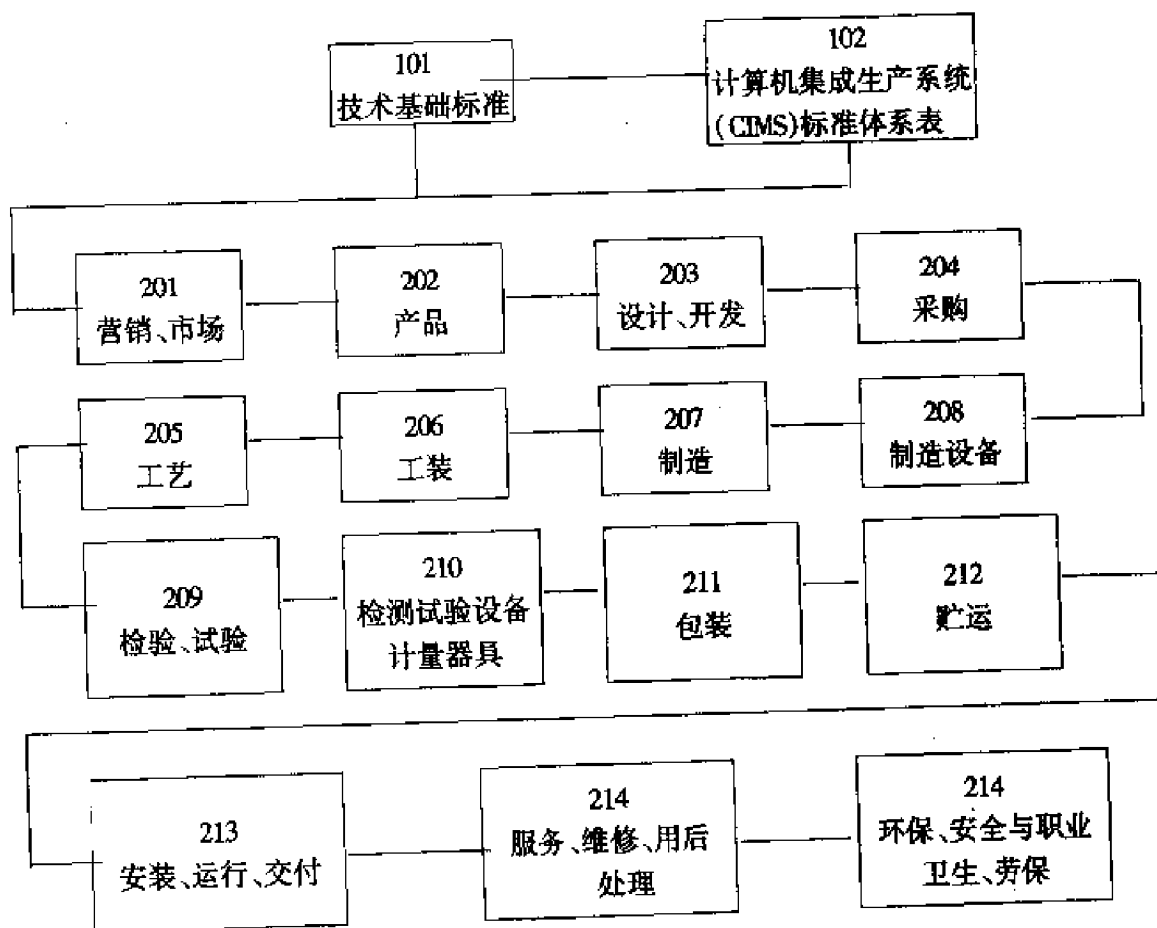 101
技术基础标准
102
计算机集成生产系统
(CIMS)标准体系表
201
营销、市场
202
产品
203
设计、开发
204
采购
205
工艺
206
工装
207
制造
208
制造设备
209
检验、试验
210
检测试验设备
计量器具
211
包装
212
贮运
213
安装、运行、交付
214
服务、维修、用后
处理
214
环保、安全与职业
卫生、劳保